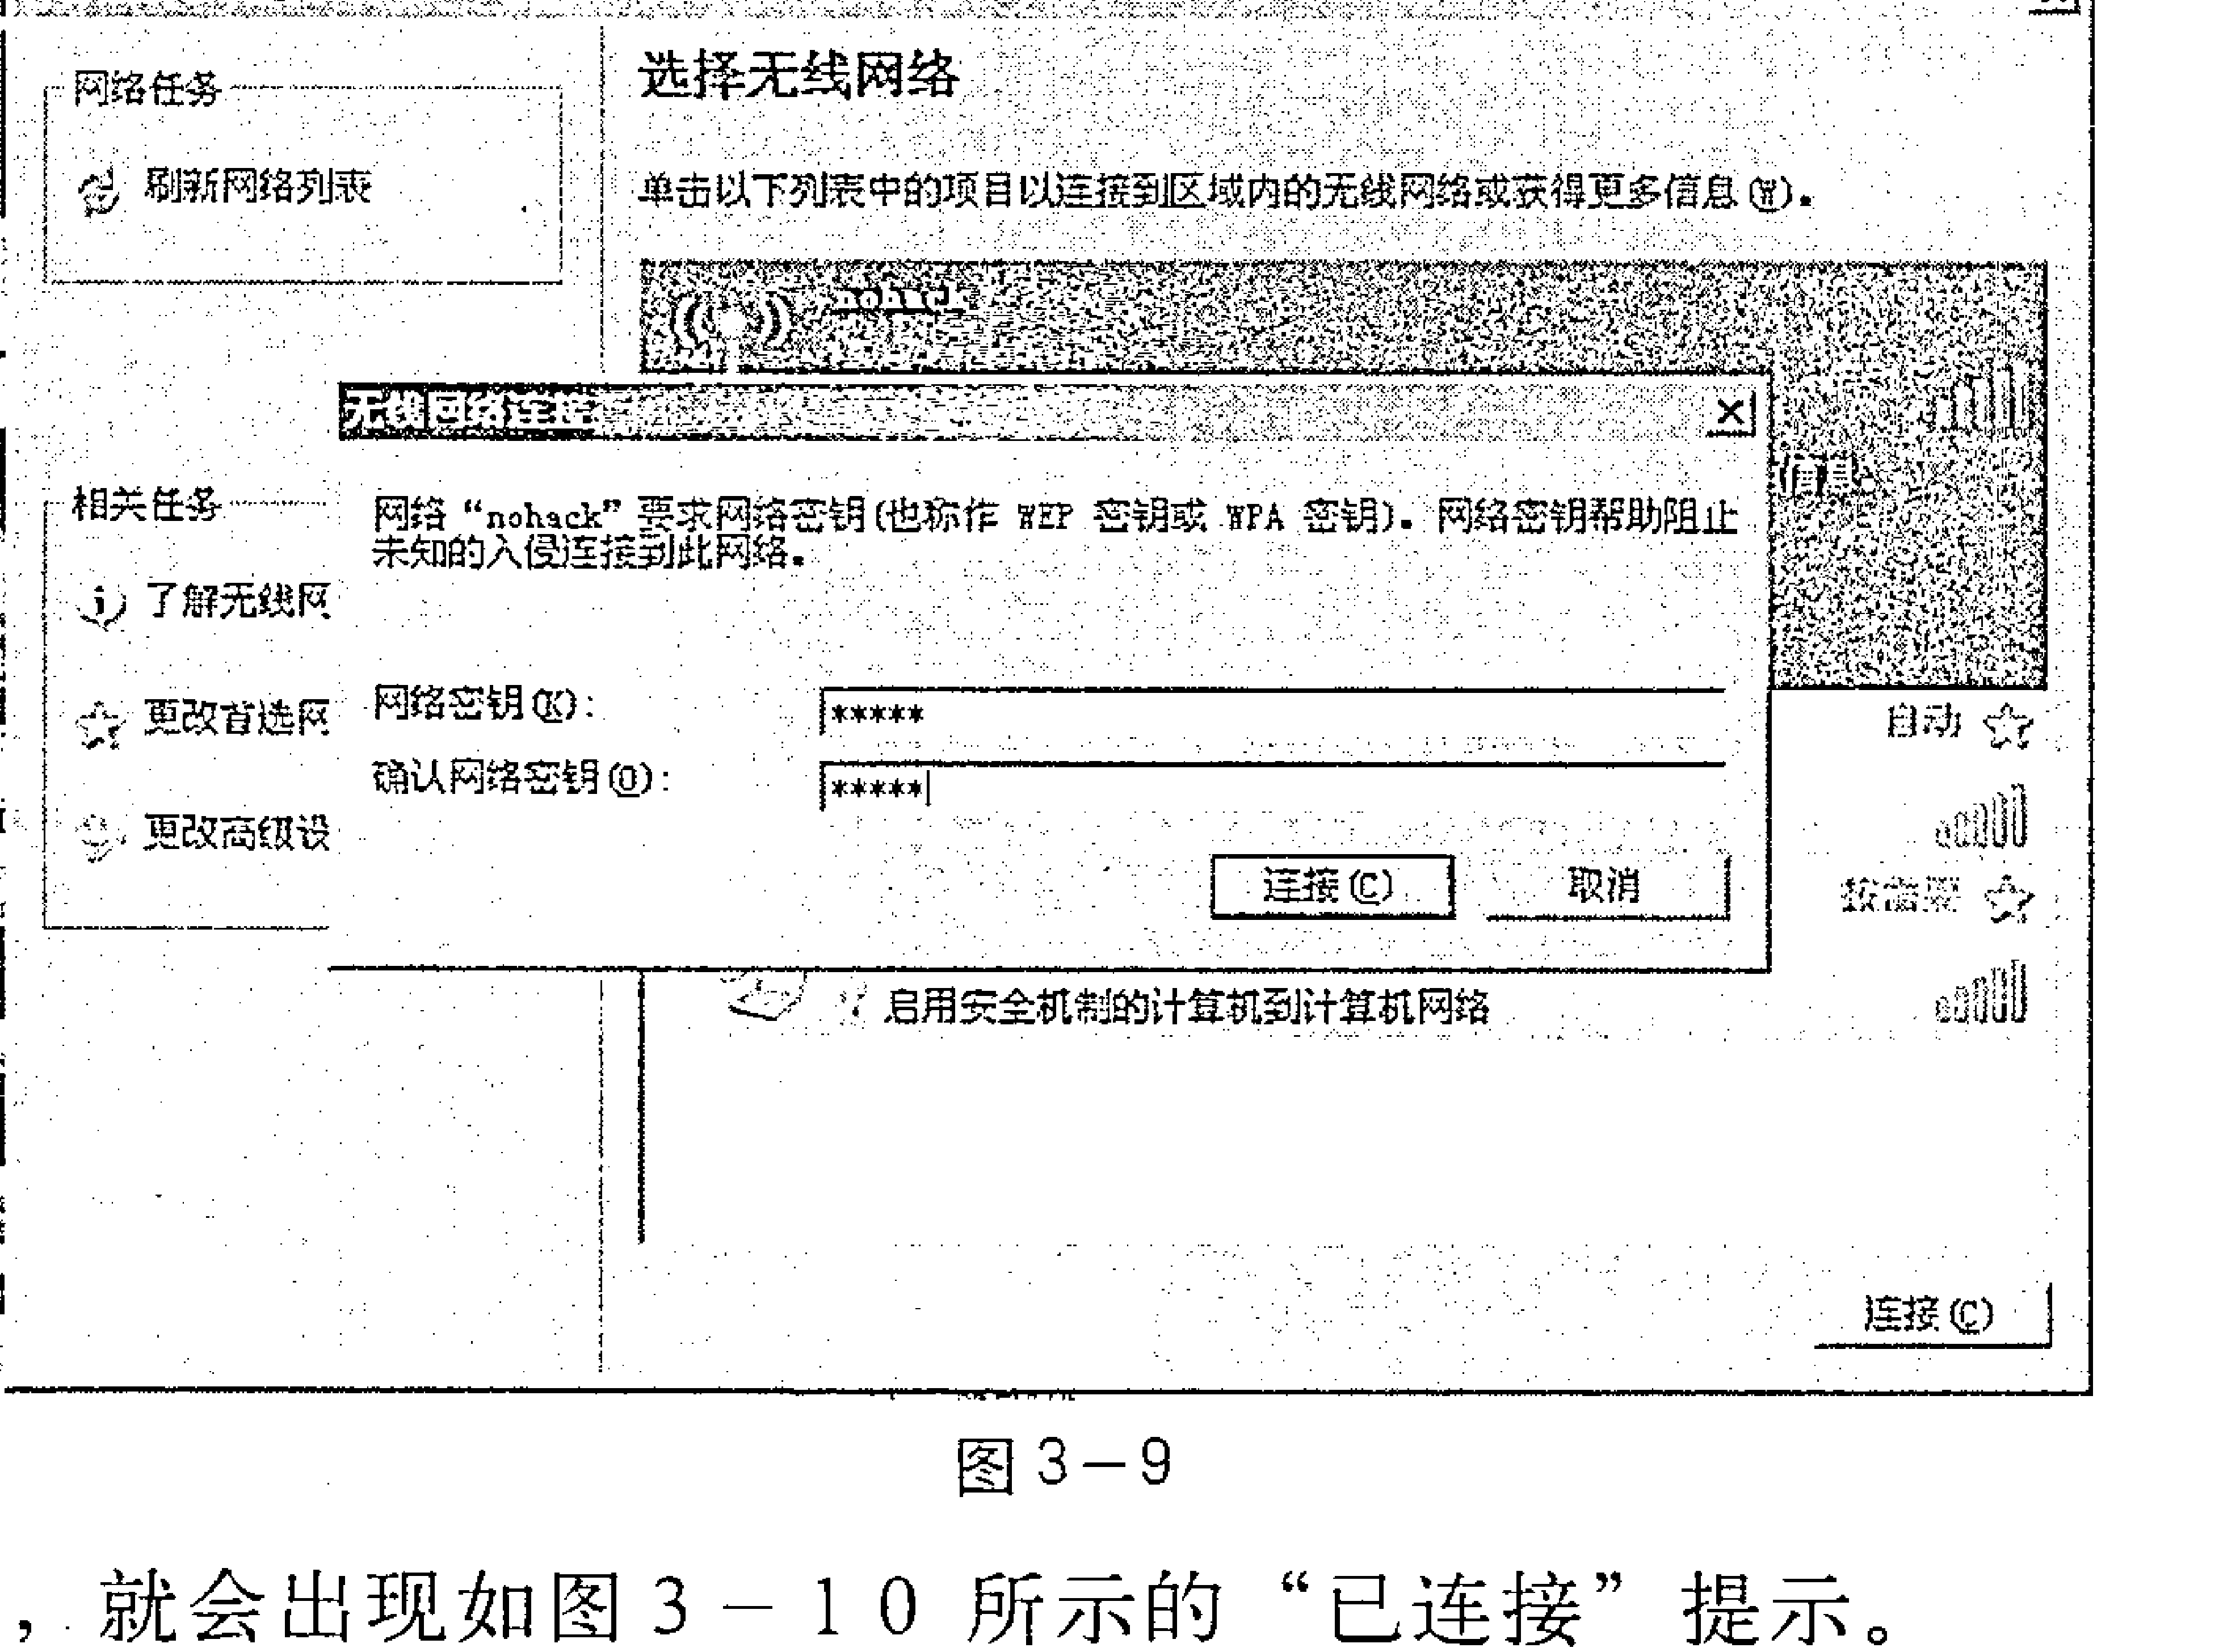 选择无线网络
网络任务
刷新网络列表
单击以下列表中的项目以连接到区域内的无线网络或获得更多信息(W)。
nohack
无线网络连接
信息。
相关任务
网络“nohack”要求网络密钥(也称作 WEP 密钥或 WPA 密钥)。网络密钥帮助阻止
未知的入侵连接到此网络。
了解无线网
更改首选网
网络密钥(K):
*****
自动
确认网络密钥(O):
*****
更改高级设
连接(C)
取消
按需要
启用安全机制的计算机到计算机网络
连接(C)
图3-9
，就会出现如图3-10 所示的“已连接”提示。